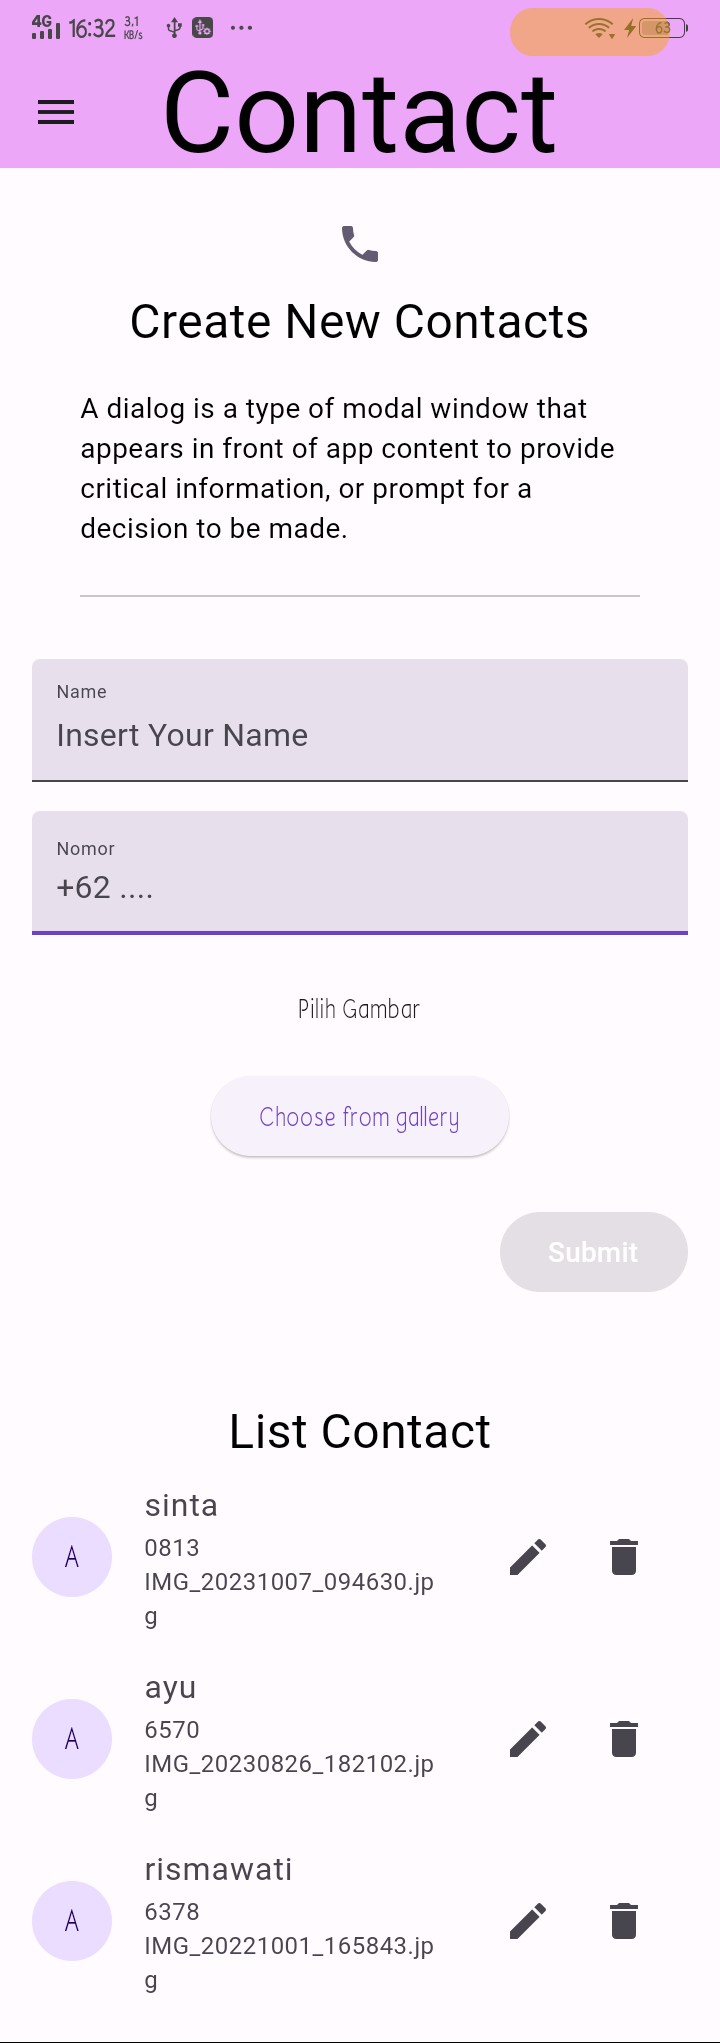 4G 16:32 3,1 KB/s ... 63
Contact
Create New Contacts
A dialog is a type of modal window that
appears in front of app content to provide
critical information, or prompt for a
decision to be made.
Name
Insert Your Name
Nomor
+62 ....
Pilih Gambar
Choose from gallery
Submit
List Contact
A
sinta
0813
IMG_20231007_094630.jp
g
A
ayu
6570
IMG_20230826_182102.jp
g
A
rismawati
6378
IMG_20221001_165843.jp
g